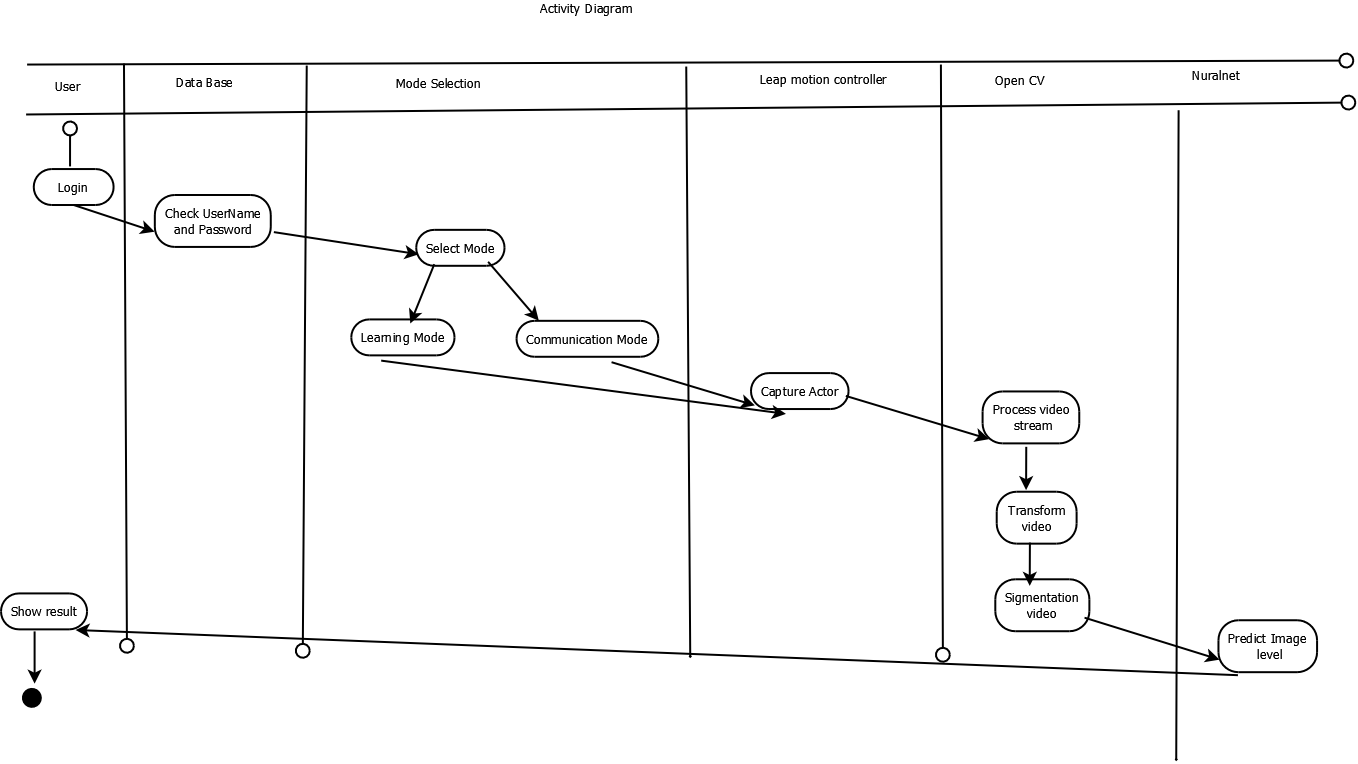 Activity Diagram
User
Data Base
Mode Selection
Leap motion controller
Open CV
Nuralnet
Login
Check UserName
and Password
Select Mode
Learning Mode
Communication Mode
Capture Actor
Process video
stream
Transform
video
Sigmentation
video
Show result
Predict Image
level